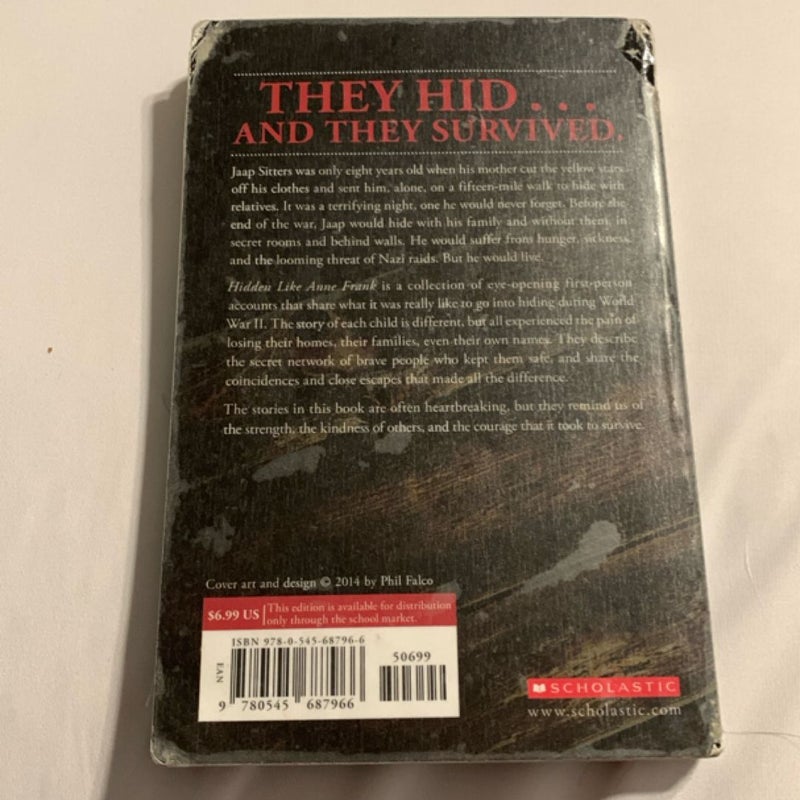 THEY HID . . .
AND THEY SURVIVED.
Jaap Sitters was only eight years old when his mother cut the yellow stars
off his clothes and sent him, alone, on a fifteen-mile walk to hide with
relatives. It was a terrifying night, one he would never forget. Before the
end of the war, Jaap would hide with his family and without them, in
secret rooms and behind walls. He would suffer from hunger, sickness,
and the looming threat of Nazi raids. But he would live.
Hidden Like Anne Frank is a collection of eye-opening first-person
accounts that share what it was really like to go into hiding during World
War II. The story of each child is different, but all experienced the pain of
losing their homes, their families, even their own names. They describe
the secret network of brave people who kept them safe, and share the
coincidences and close escapes that made all the difference.
The stories in this book are often heartbreaking, but they remind us of
the strength, the kindness of others, and the courage that it took to survive.
Cover art and design © 2014 by Phil Falco
$6.99 US
This edition is available for distribution
only through the school market.
ISBN 978-0-545-68796-6
50699
EAN
9 780545 687966
SCHOLASTIC
www.scholastic.com